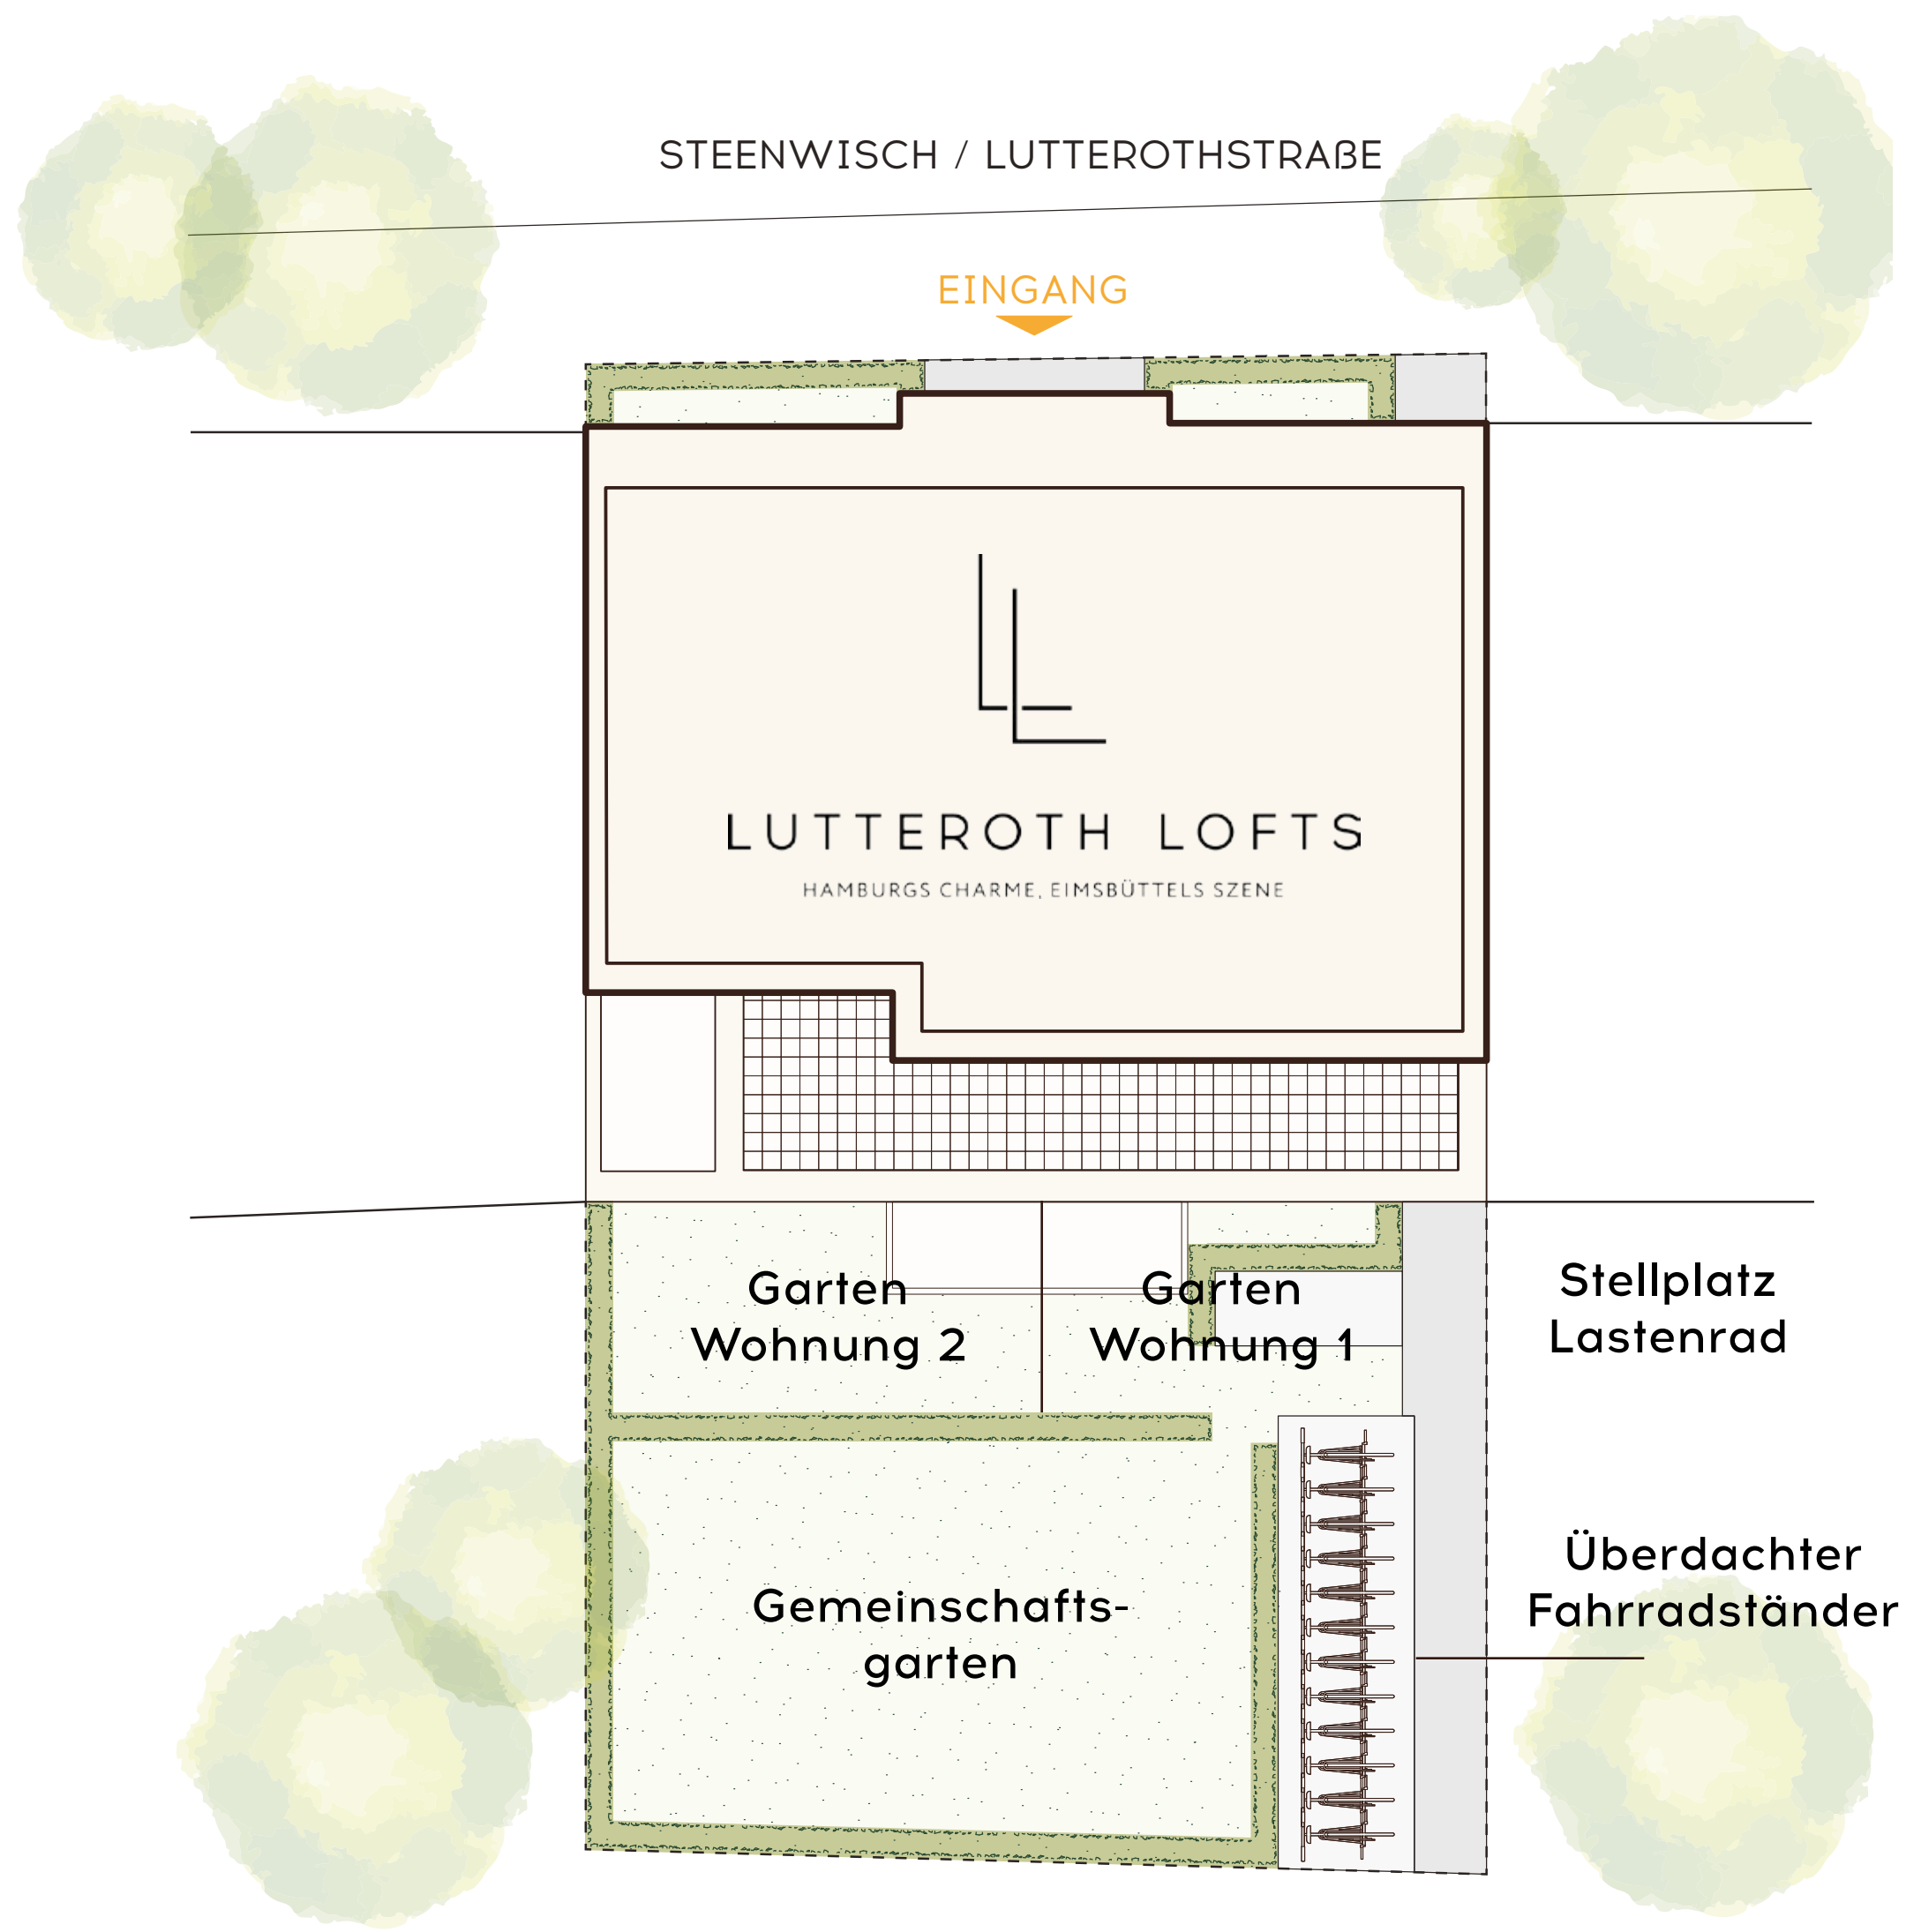 STEENWISCH / LUTTEROTHSTRAßE
EINGANG
LL
LUTTEROTH LOFTS
HAMBURGS CHARME, EIMSBÜTTELS SZENE
Garten
Wohnung 2
Garten
Wohnung 1
Stellplatz
Lastenrad
Gemeinschafts-
garten
Überdachter
Fahrradständer